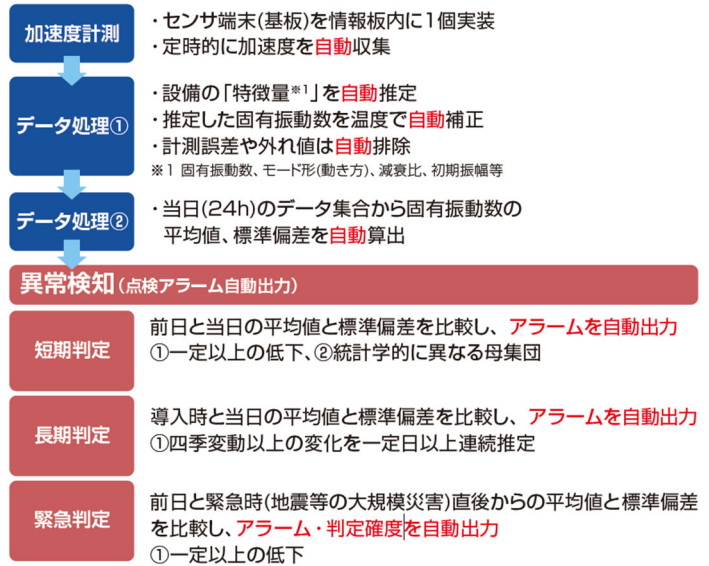 加速度計測
・センサ端末(基板)を情報板内に1個実装
・定時的に加速度を自動収集
データ処理①
・設備の「特徴量※1」を自動推定
・推定した固有振動数を温度で自動補正
・計測誤差や外れ値は自動排除
※1 固有振動数、モード形(動き方)、減衰比、初期振幅等
データ処理②
・当日(24h)のデータ集合から固有振動数の
平均値、標準偏差を自動算出
異常検知(点検アラーム自動出力)
短期判定
前日と当日の平均値と標準偏差を比較し、アラームを自動出力
①一定以上の低下、②統計学的に異なる母集団
長期判定
導入時と当日の平均値と標準偏差を比較し、アラームを自動出力
①四季変動以上の変化を一定日以上連続推定
緊急判定
前日と緊急時(地震等の大規模災害)直後からの平均値と標準偏差
を比較し、アラーム・判定確度を自動出力
①一定以上の低下